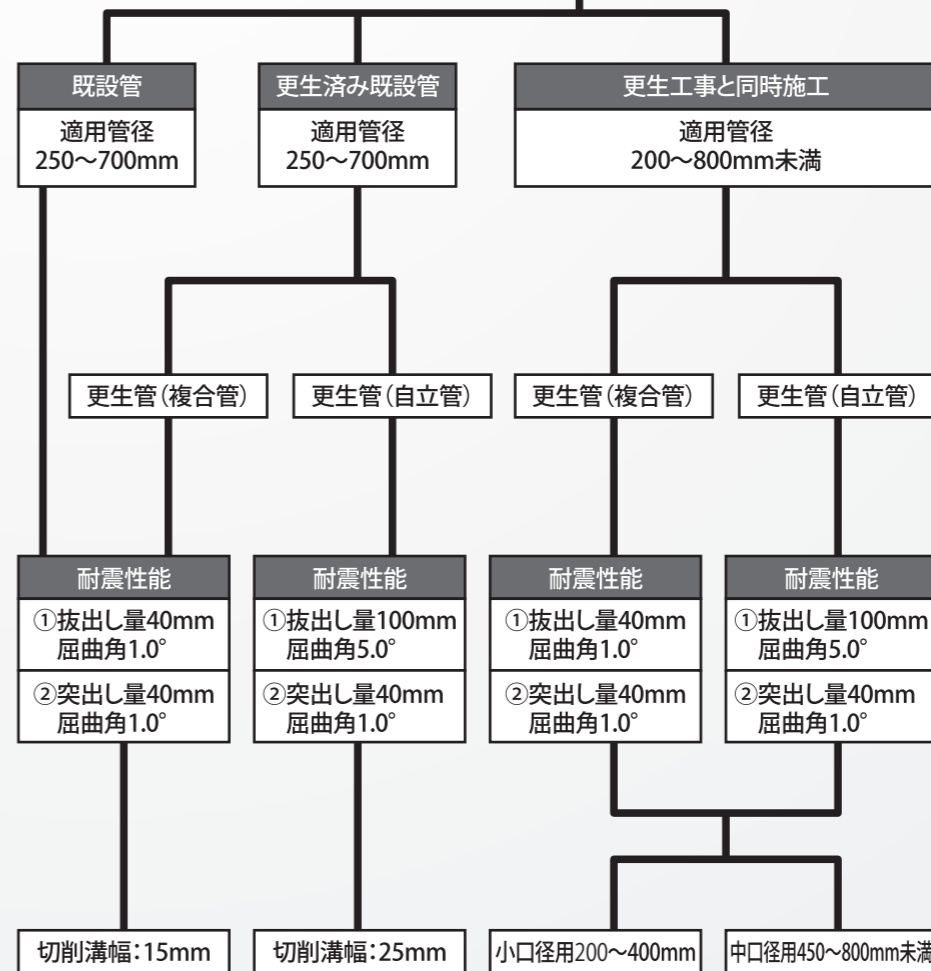 既設管
適用管径
250〜700mm
更生済み既設管
適用管径
250〜700mm
更生工事と同時施工
適用管径
200〜800mm未満
更生管（複合管）
更生管（自立管）
更生管（複合管）
更生管（自立管）
耐震性能
①抜出し量40mm
屈曲角1.0°
②突出し量40mm
屈曲角1.0°
耐震性能
①抜出し量100mm
屈曲角5.0°
②突出し量40mm
屈曲角1.0°
耐震性能
①抜出し量40mm
屈曲角1.0°
②突出し量40mm
屈曲角1.0°
耐震性能
①抜出し量100mm
屈曲角5.0°
②突出し量40mm
屈曲角1.0°
切削溝幅：15mm
切削溝幅：25mm
小口径用200〜400mm
中口径用450〜800mm未満